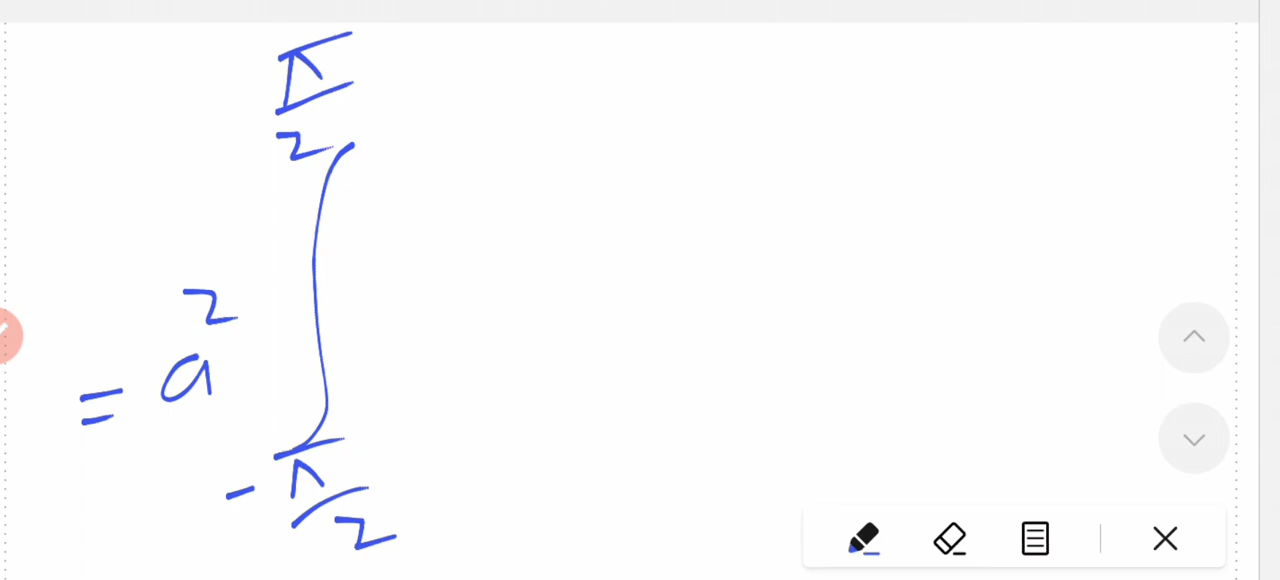 = a² ∫_{-π/2}^{π/2}